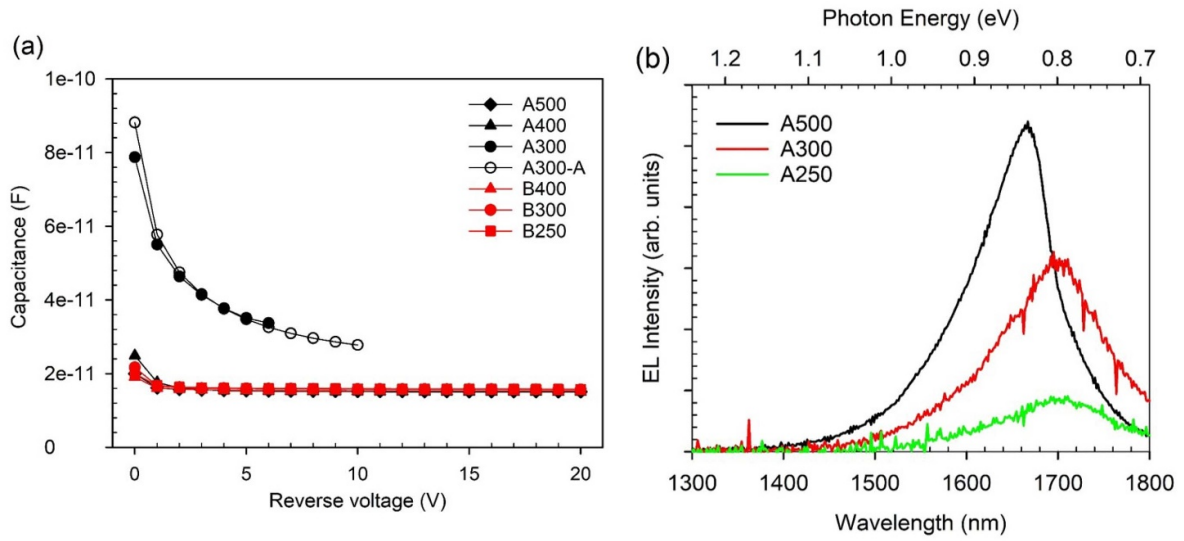 (a)
1e-10
8e-11
6e-11
4e-11
2e-11
0
Capacitance (F)
A500
A400
A300
A300-A
B400
B300
B250
0 5 10 15 20
Reverse voltage (V)
Photon Energy (eV)
(b)
1.2 1.1 1.0 0.9 0.8 0.7
A500
A300
A250
EL Intensity (arb. units)
1300 1400 1500 1600 1700 1800
Wavelength (nm)